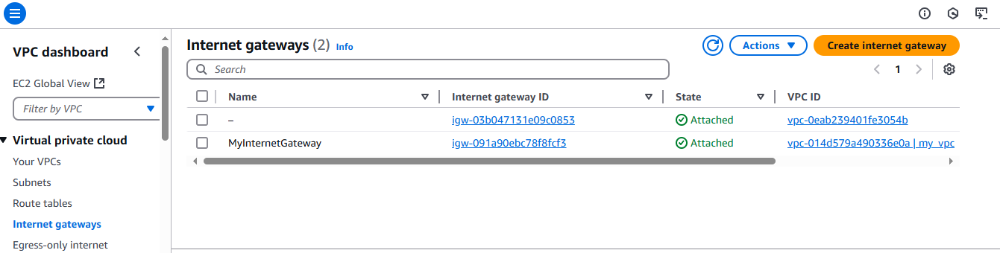 VPC dashboard
EC2 Global View
Filter by VPC
Virtual private cloud
Your VPCs
Subnets
Route tables
Internet gateways
Egress-only internet
Internet gateways (2) Info
Actions
Create internet gateway
Search
1
Name Internet gateway ID State VPC ID
– igw-03b047131e09c0853 Attached vpc-0eab239401fe3054b
MyInternetGateway igw-091a90ebc78f8fcf3 Attached vpc-014d579a490336e0a | my_vpc